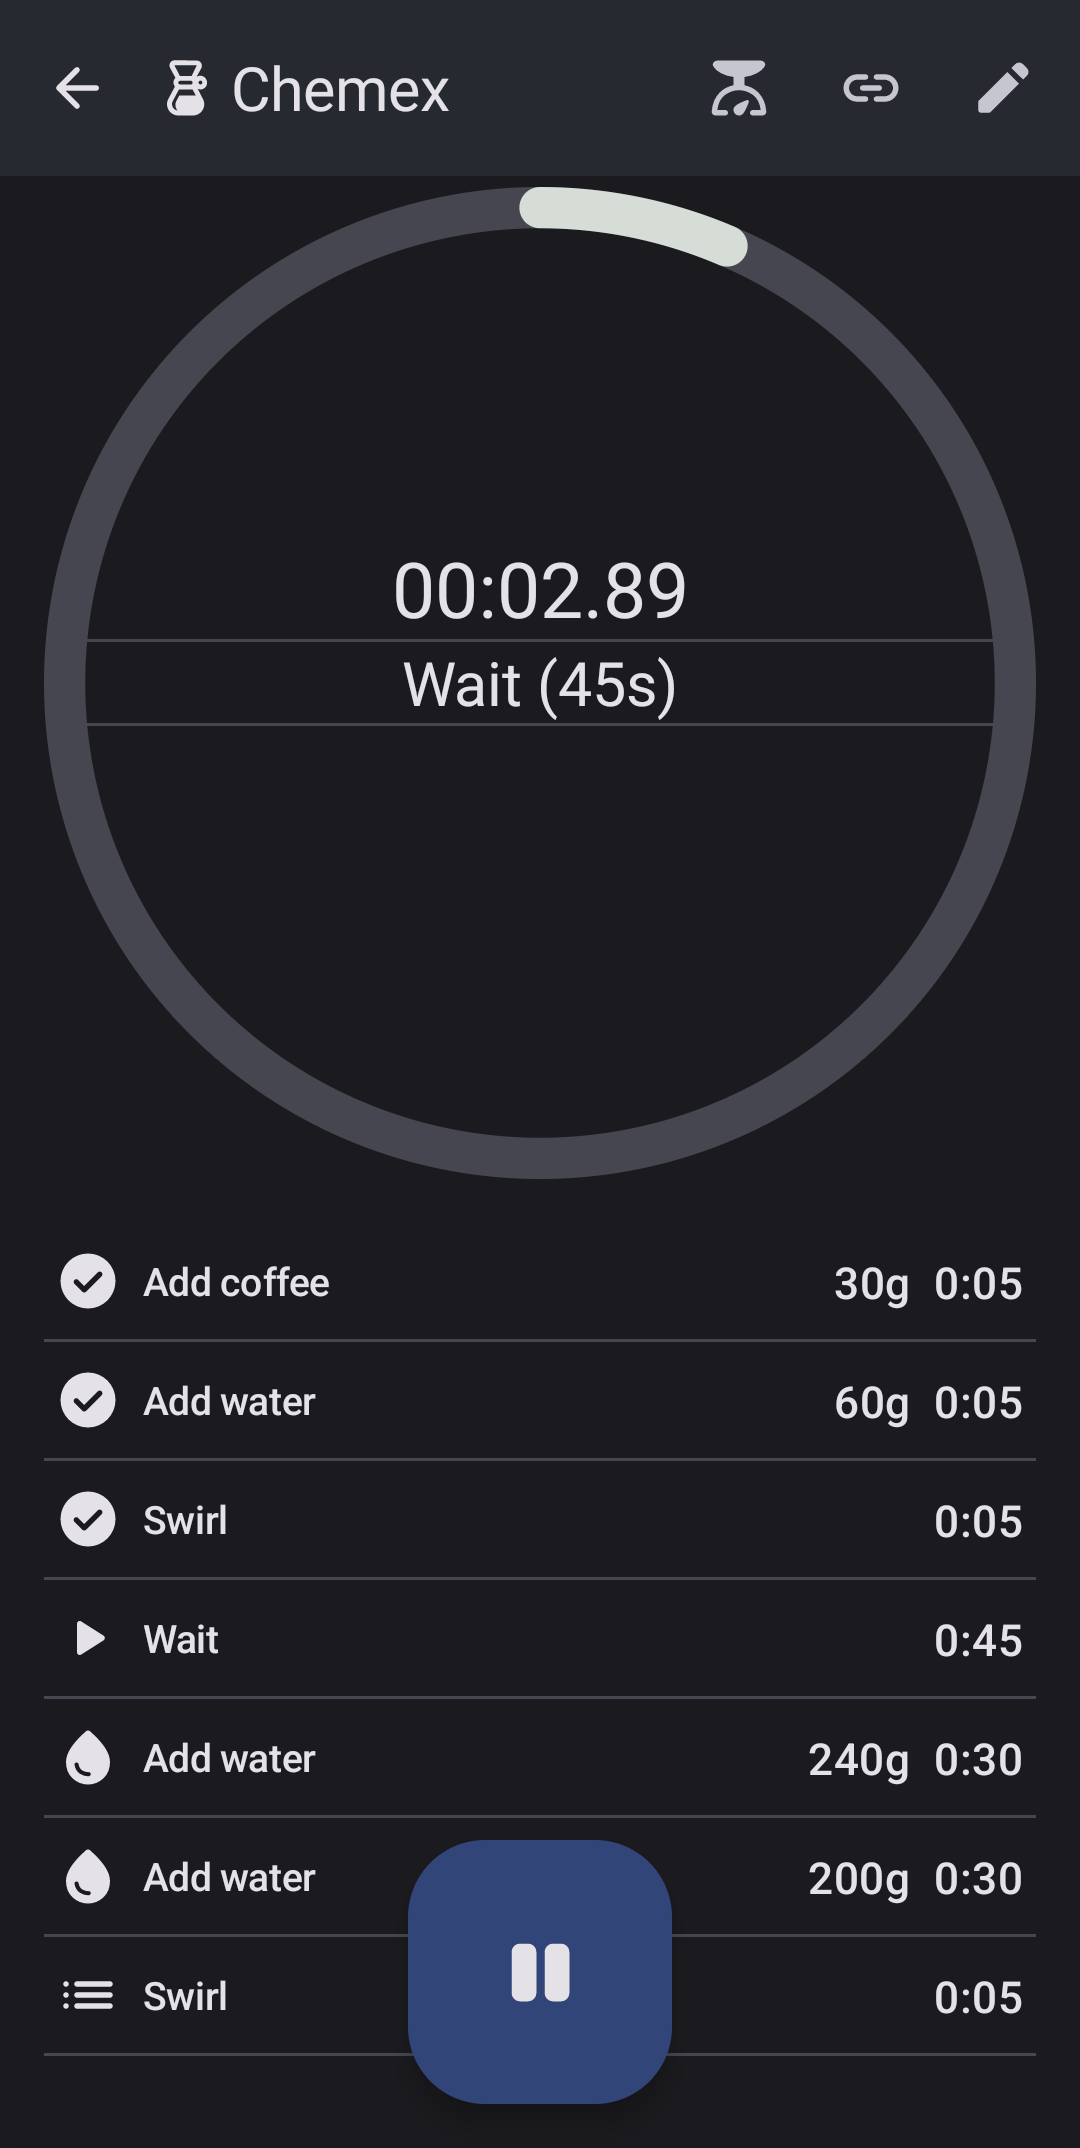 Chemex
00:02.89
Wait (45s)
Add coffee 30g 0:05
Add water 60g 0:05
Swirl 0:05
Wait 0:45
Add water 240g 0:30
Add water 200g 0:30
Swirl 0:05